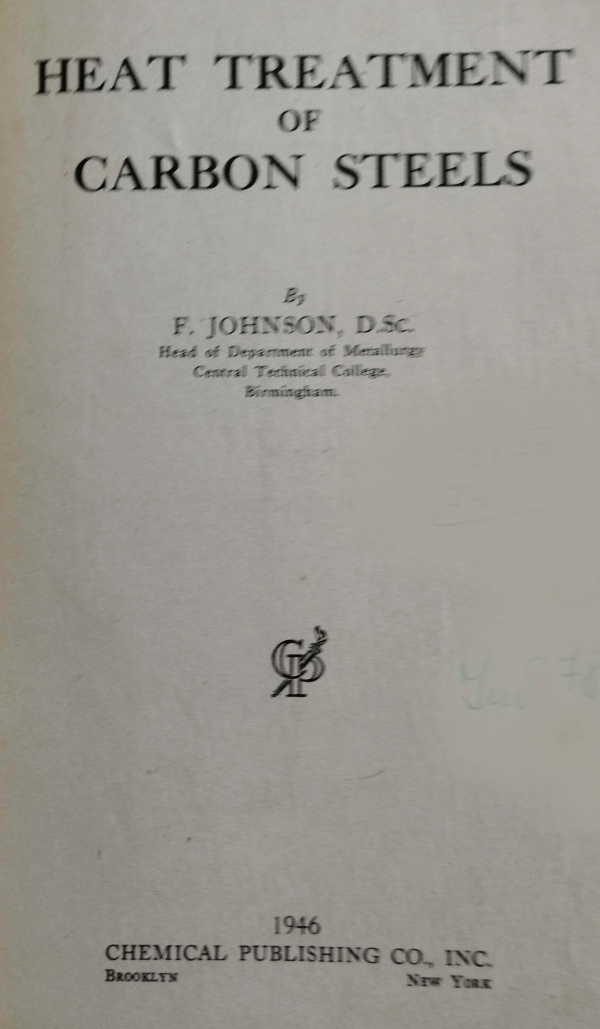 HEAT TREATMENT
OF
CARBON STEELS
By
F. JOHNSON, D.Sc.
Head of Department of Metallurgy
Central Technical College,
Birmingham.
1946
CHEMICAL PUBLISHING CO., INC.
BROOKLYN NEW YORK